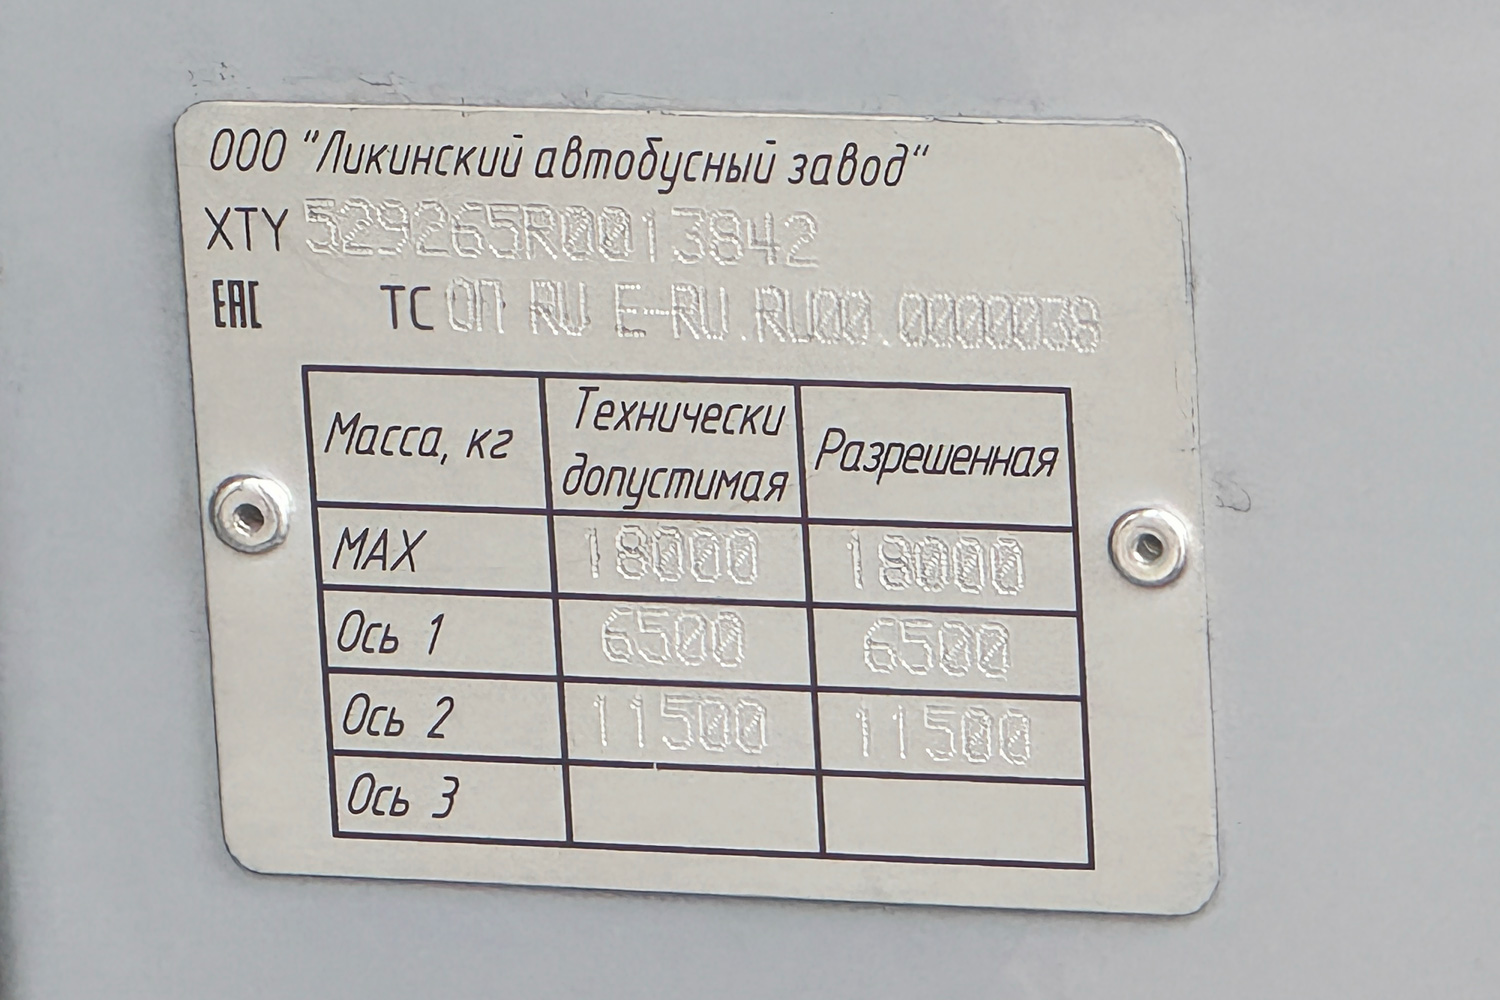 ООО "Ликинский автобусный завод"
XTY 529265R0013842
EAC ТС ОП RU E-RU.RU00.0000038
Масса, кг Технически допустимая Разрешенная
MAX 18000 18000
Ось 1 6500 6500
Ось 2 11500 11500
Ось 3